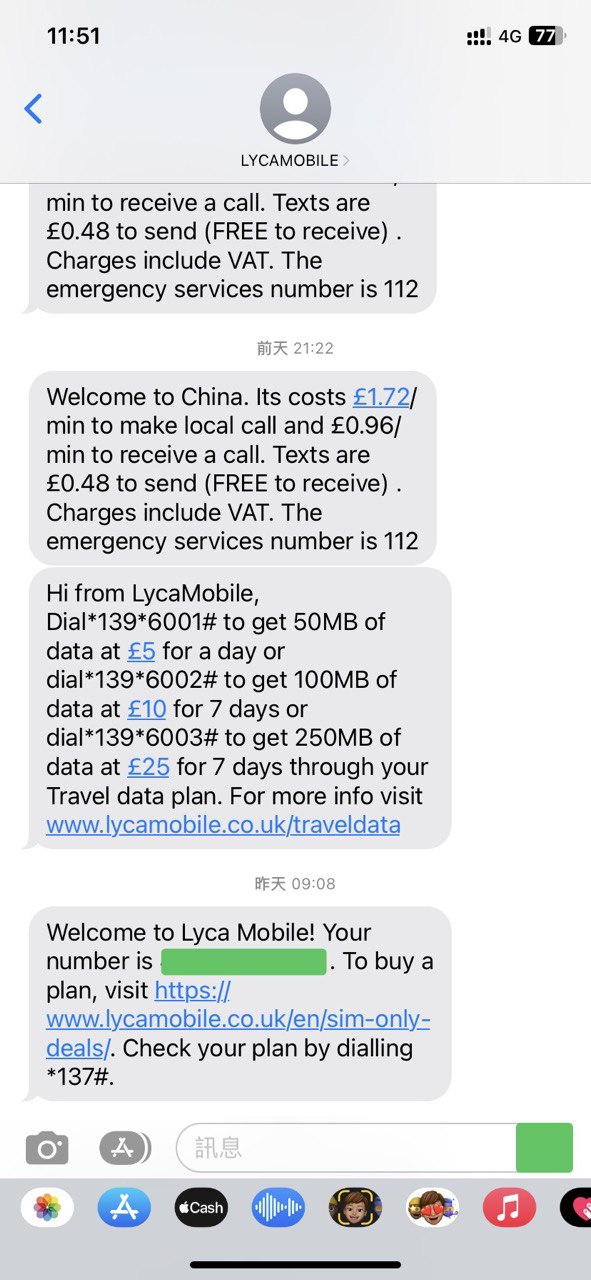 11:51
4G 77
LYCAMOBILE
min to receive a call. Texts are
£0.48 to send (FREE to receive) .
Charges include VAT. The
emergency services number is 112
前天 21:22
Welcome to China. Its costs £1.72/
min to make local call and £0.96/
min to receive a call. Texts are
£0.48 to send (FREE to receive) .
Charges include VAT. The
emergency services number is 112
Hi from LycaMobile,
Dial*139*6001# to get 50MB of
data at £5 for a day or
dial*139*6002# to get 100MB of
data at £10 for 7 days or
dial*139*6003# to get 250MB of
data at £25 for 7 days through your
Travel data plan. For more info visit
www.lycamobile.co.uk/traveldata
昨天 09:08
Welcome to Lyca Mobile! Your
number is . To buy a
plan, visit https://
www.lycamobile.co.uk/en/sim-only-
deals/. Check your plan by dialling
*137#.
訊息
Cash